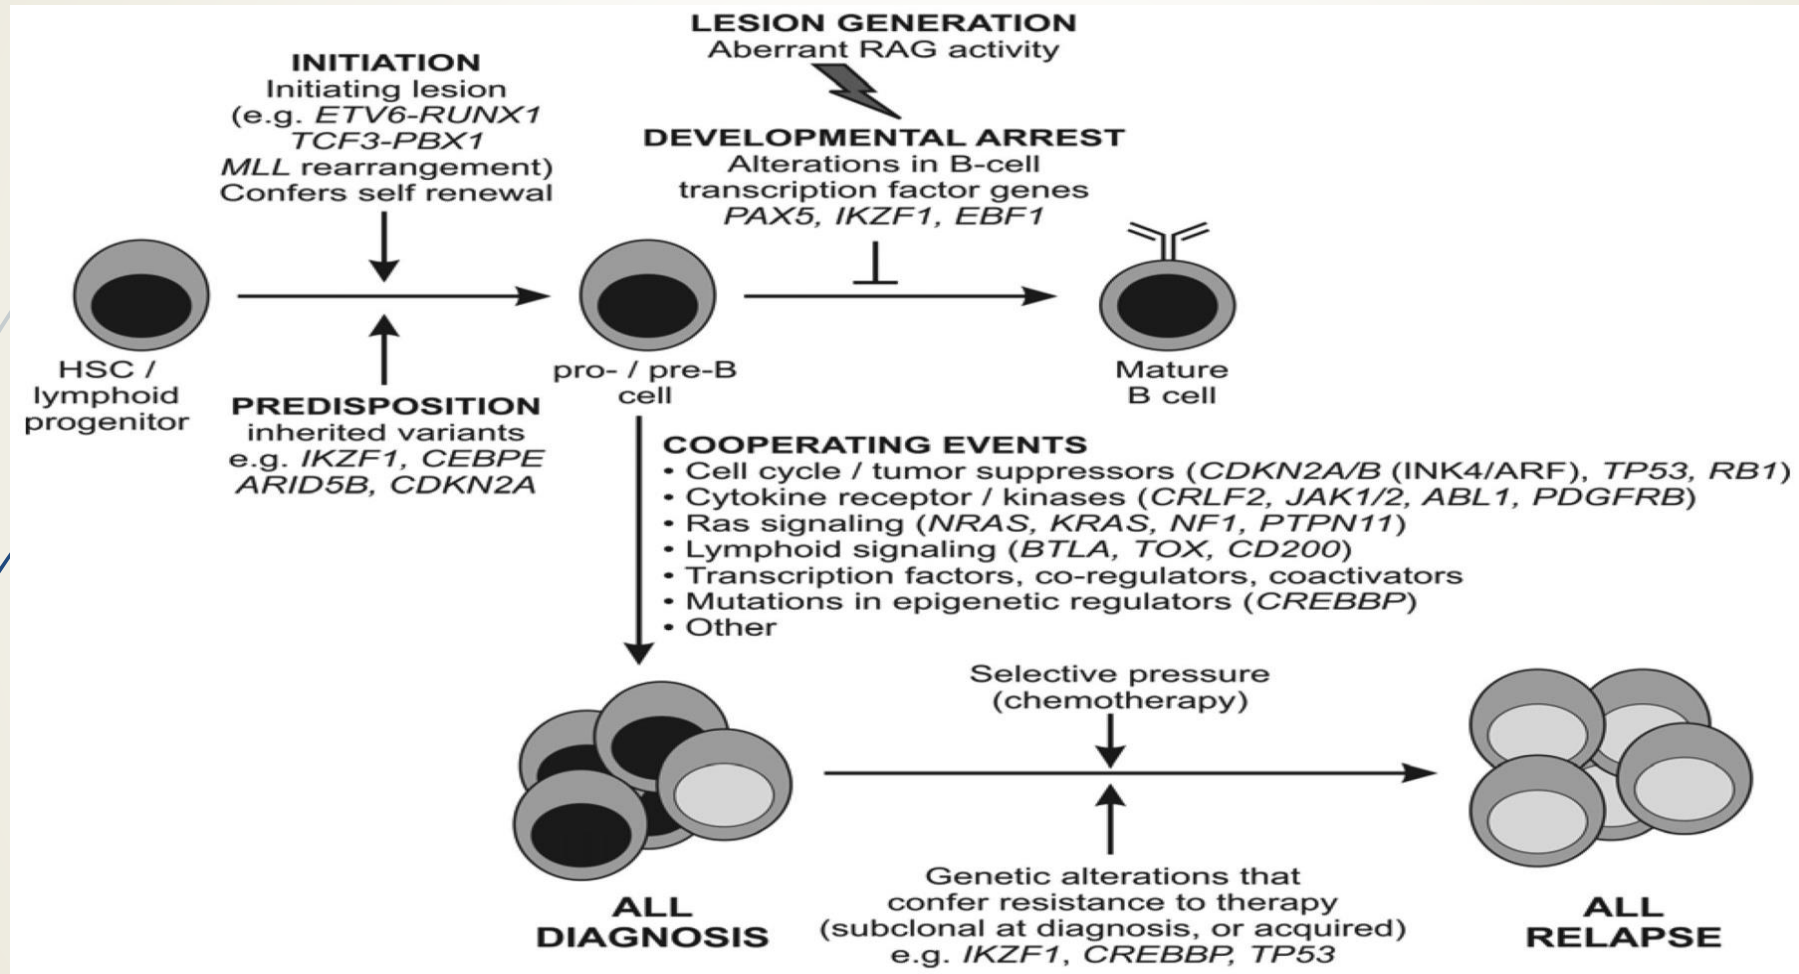 LESION GENERATION
Aberrant RAG activity
INITIATION
Initiating lesion
(e.g. ETV6-RUNX1
TCF3-PBX1
MLL rearrangement)
Confers self renewal
DEVELOPMENTAL ARREST
Alterations in B-cell
transcription factor genes
PAX5, IKZF1, EBF1
HSC /
lymphoid
progenitor
PREDISPOSITION
inherited variants
e.g. IKZF1, CEBPE
ARID5B, CDKN2A
pro- / pre-B
cell
Mature
B cell
COOPERATING EVENTS
• Cell cycle / tumor suppressors (CDKN2A/B (INK4/ARF), TP53, RB1)
• Cytokine receptor / kinases (CRLF2, JAK1/2, ABL1, PDGFRB)
• Ras signaling (NRAS, KRAS, NF1, PTPN11)
• Lymphoid signaling (BTLA, TOX, CD200)
• Transcription factors, co-regulators, coactivators
• Mutations in epigenetic regulators (CREBBP)
• Other
Selective pressure
(chemotherapy)
ALL
DIAGNOSIS
Genetic alterations that
confer resistance to therapy
(subclonal at diagnosis, or acquired)
e.g. IKZF1, CREBBP, TP53
ALL
RELAPSE